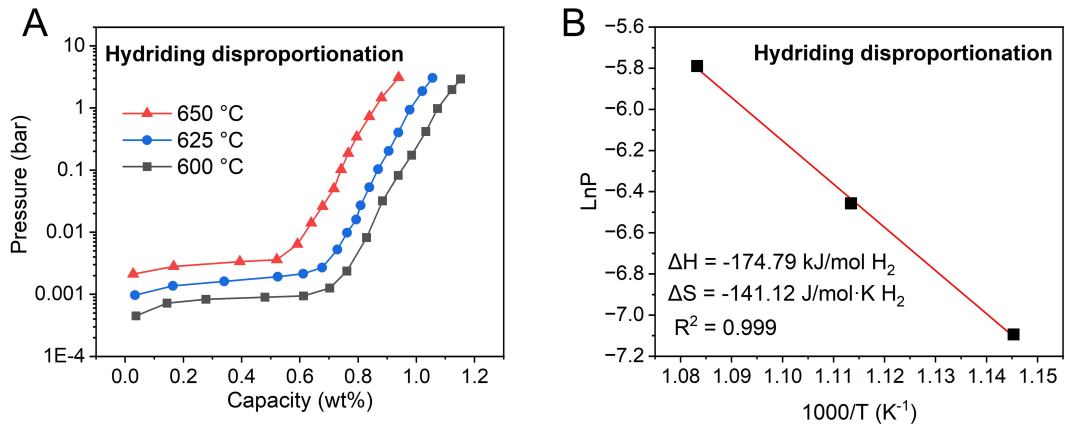 A
Hydriding disproportionation
650 °C
625 °C
600 °C
10
1
0.1
0.01
0.001
1E-4
Pressure (bar)
0.0 0.2 0.4 0.6 0.8 1.0 1.2
Capacity (wt%)
B
Hydriding disproportionation
−5.6
−5.8
−6.0
−6.2
−6.4
−6.6
−6.8
−7.0
−7.2
LnP
ΔH = -174.79 kJ/mol H₂
ΔS = -141.12 J/mol·K H₂
R² = 0.999
1.08 1.09 1.10 1.11 1.12 1.13 1.14 1.15
1000/T (K⁻¹)